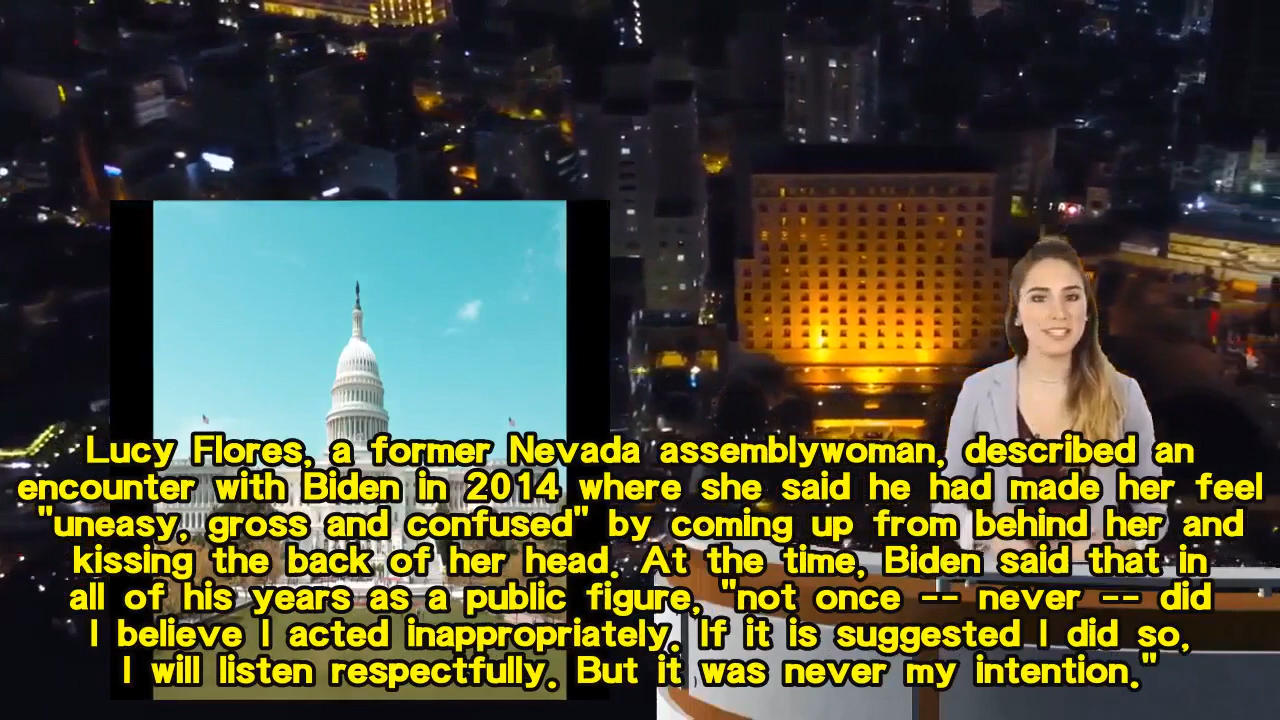 Lucy Flores, a former Nevada assemblywoman, described an
encounter with Biden in 2014 where she said he had made her feel
"uneasy, gross and confused" by coming up from behind her and
kissing the back of her head. At the time, Biden said that in
all of his years as a public figure, "not once -- never -- did
I believe I acted inappropriately. If it is suggested I did so,
I will listen respectfully. But it was never my intention."